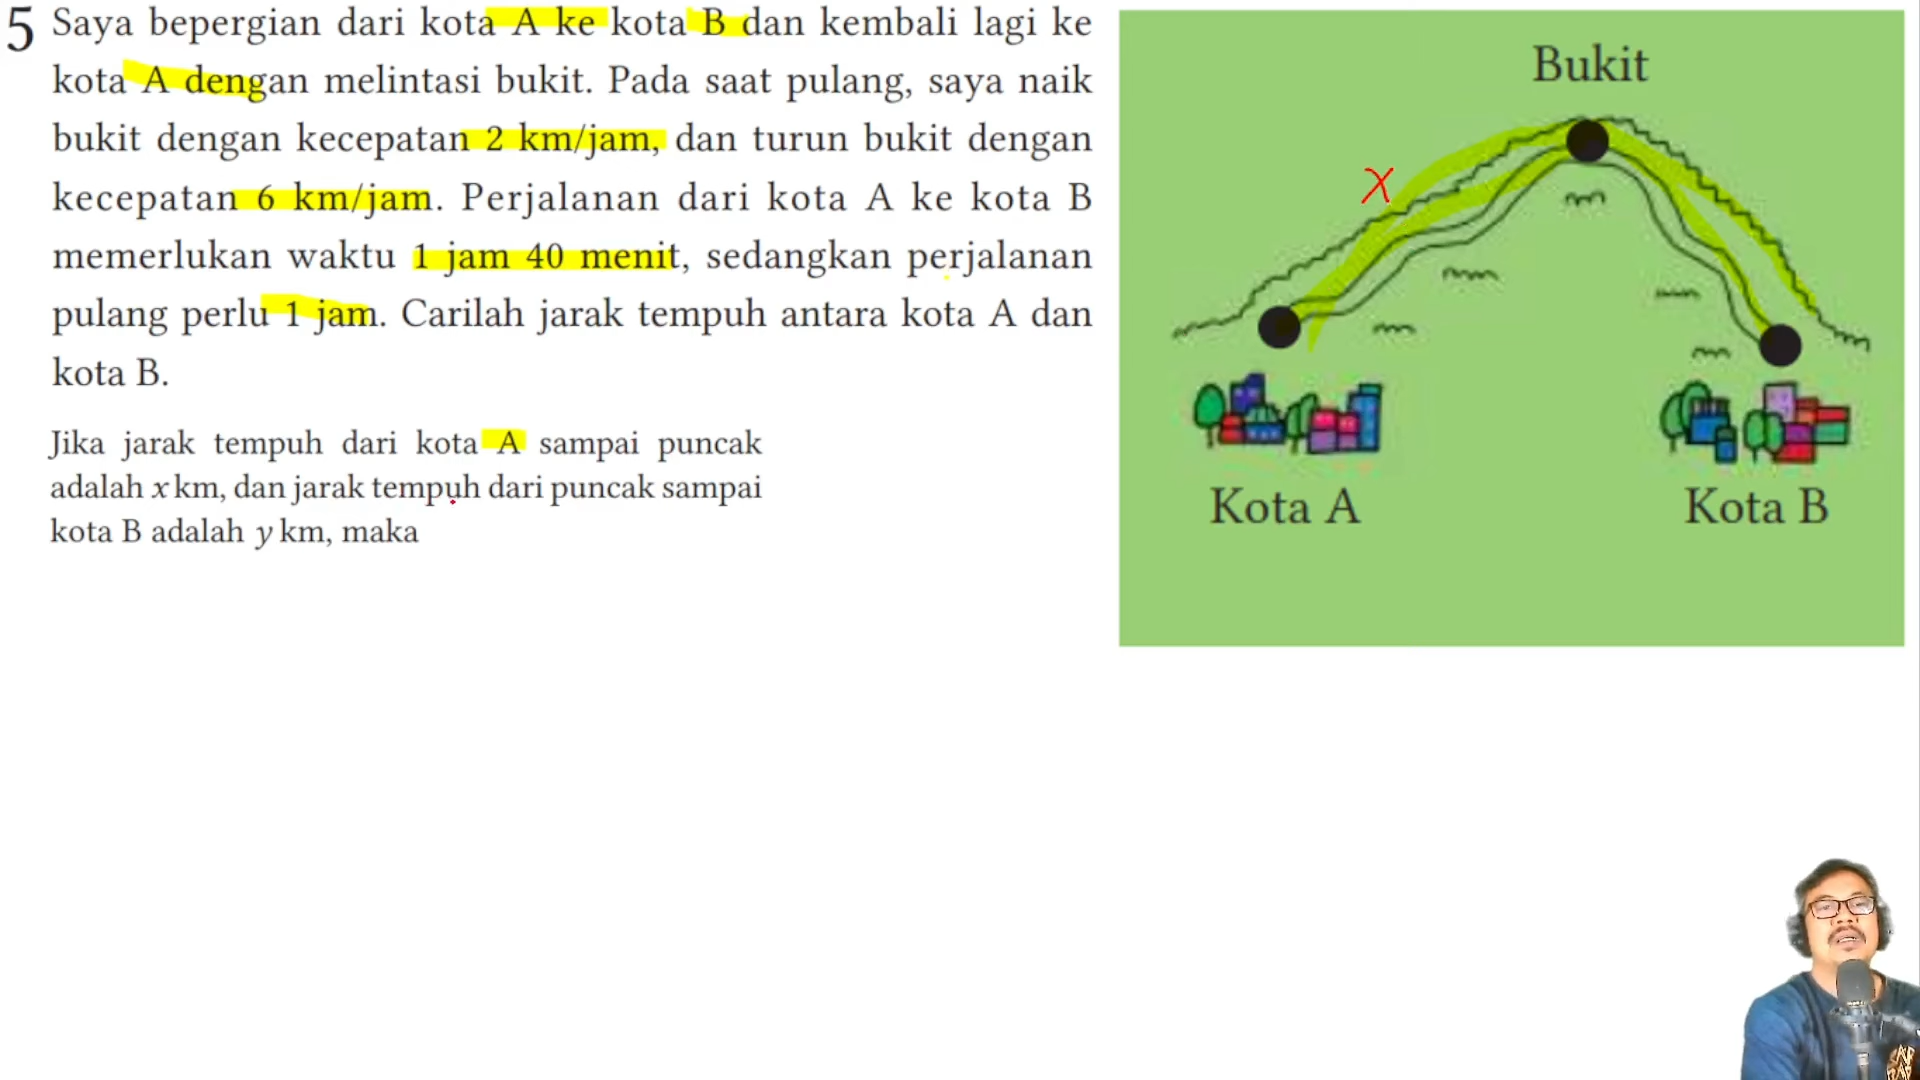 5 Saya bepergian dari kota A ke kota B dan kembali lagi ke
kota A dengan melintasi bukit. Pada saat pulang, saya naik
bukit dengan kecepatan 2 km/jam, dan turun bukit dengan
kecepatan 6 km/jam. Perjalanan dari kota A ke kota B
memerlukan waktu 1 jam 40 menit, sedangkan perjalanan
pulang perlu 1 jam. Carilah jarak tempuh antara kota A dan
kota B.
Jika jarak tempuh dari kota A sampai puncak
adalah x km, dan jarak tempuh dari puncak sampai
kota B adalah y km, maka
Bukit
x
Kota A
Kota B